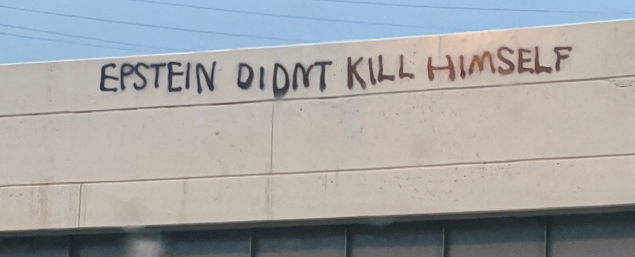 EPSTEIN DIDNT KILL HIMSELF